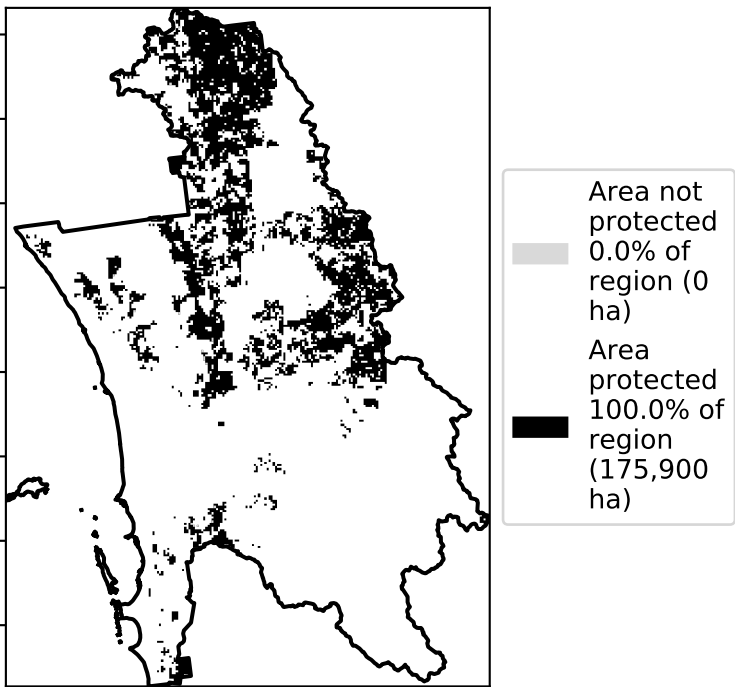 Area not
protected
0.0% of
region (0
ha)
Area
protected
100.0% of
region
(175,900
ha)